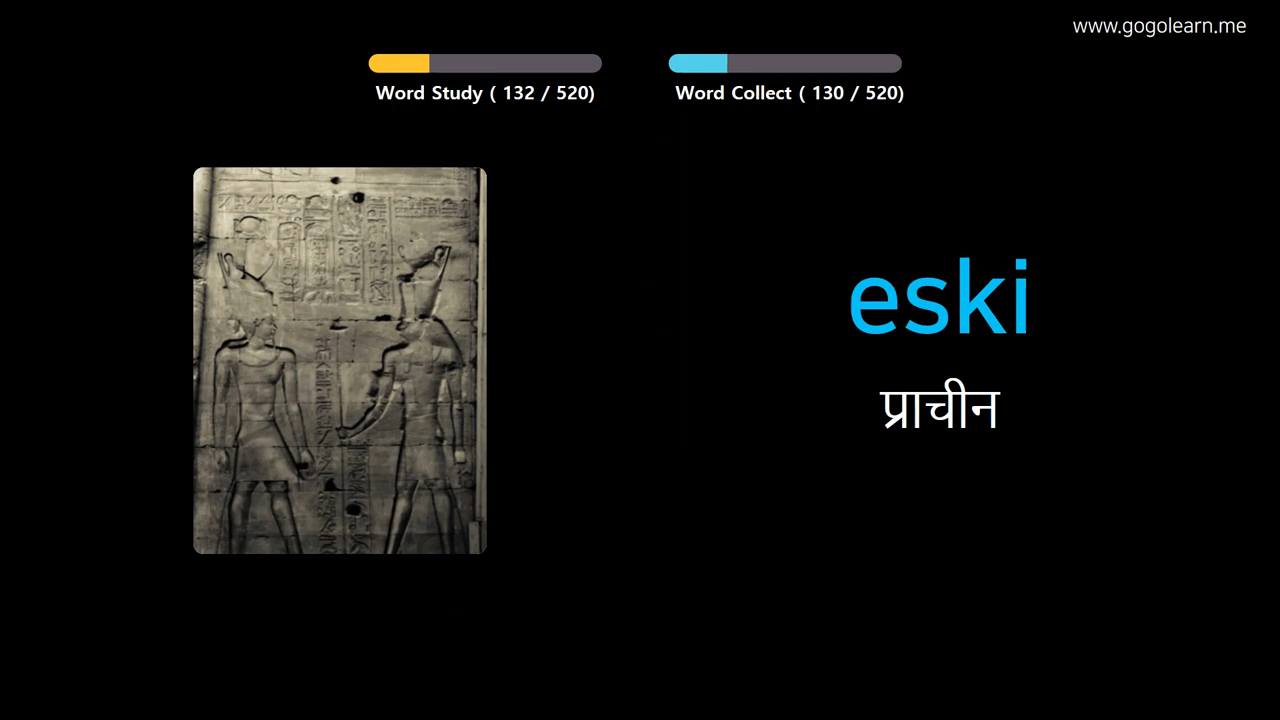 www.gogolearn.me
Word Study ( 132 / 520)
Word Collect ( 130 / 520)
eski
प्राचीन